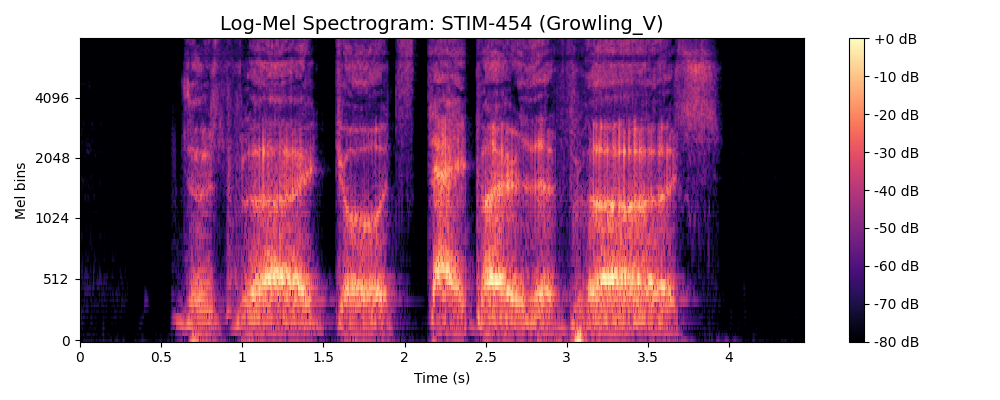 Log-Mel Spectrogram: STIM-454 (Growling_V)
+0 dB
-10 dB
-20 dB
-30 dB
-40 dB
-50 dB
-60 dB
-70 dB
-80 dB
Mel bins
4096
2048
1024
512
0
0
0.5
1
1.5
2
2.5
3
3.5
4
Time (s)